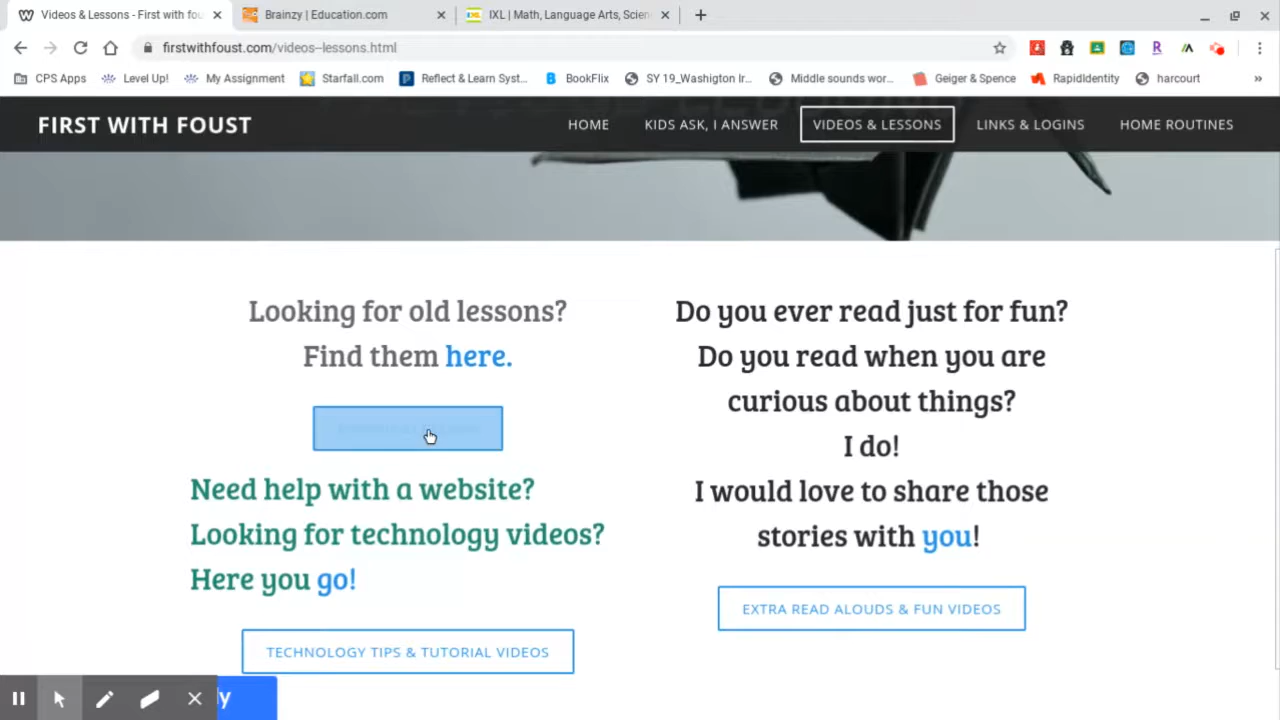 Videos & Lessons - First with fou
Brainzy | Education.com
IXL | Math, Language Arts, Scien
firstwithfoust.com/videos--lessons.html
CPS Apps
Level Up!
My Assignment
Starfall.com
Reflect & Learn Syst...
BookFlix
SY 19_Washigton Ir...
Middle sounds wor...
Geiger & Spence
RapidIdentity
harcourt
FIRST WITH FOUST
HOME
KIDS ASK, I ANSWER
VIDEOS & LESSONS
LINKS & LOGINS
HOME ROUTINES
Looking for old lessons?
Find them here.
Need help with a website?
Looking for technology videos?
Here you go!
TECHNOLOGY TIPS & TUTORIAL VIDEOS
Do you ever read just for fun?
Do you read when you are
curious about things?
I do!
I would love to share those
stories with you!
EXTRA READ ALOUDS & FUN VIDEOS